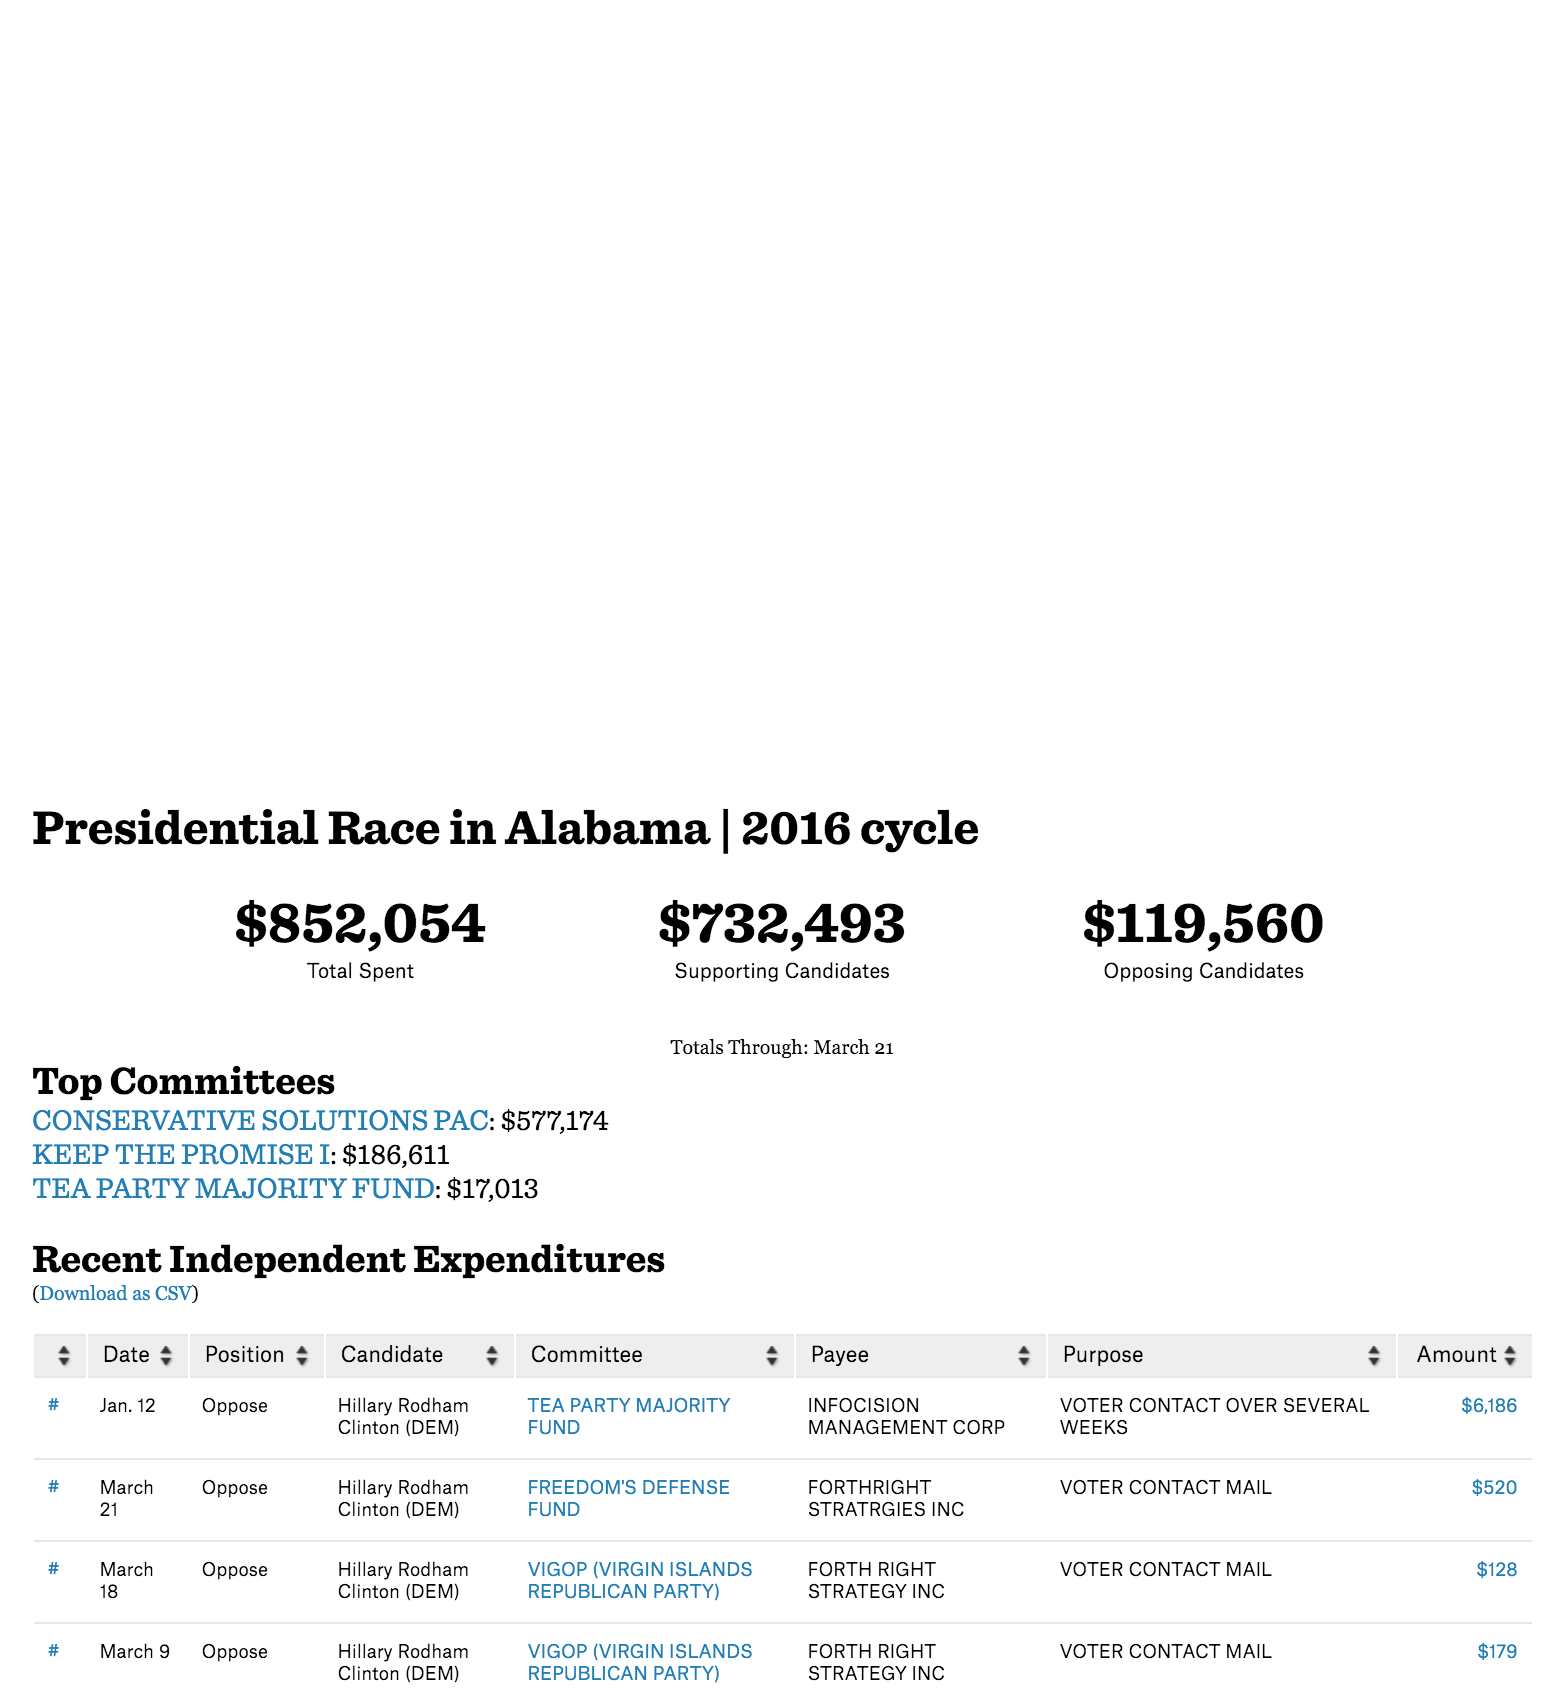 Presidential Race in Alabama | 2016 cycle
$852,054 $732,493 $119,560
Total Spent Supporting Candidates Opposing Candidates
Totals Through: March 21
Top Committees
CONSERVATIVE SOLUTIONS PAC: $577,174
KEEP THE PROMISE I: $186,611
TEA PARTY MAJORITY FUND: $17,013
Recent Independent Expenditures
(Download as CSV)
Date Position Candidate Committee Payee Purpose Amount
# Jan. 12 Oppose Hillary Rodham TEA PARTY MAJORITY INFOCISION VOTER CONTACT OVER SEVERAL $6,186
Clinton (DEM) FUND MANAGEMENT CORP WEEKS
# March Oppose Hillary Rodham FREEDOM'S DEFENSE FORTHRIGHT VOTER CONTACT MAIL $520
21 Clinton (DEM) FUND STRATRGIES INC
# March Oppose Hillary Rodham VIGOP (VIRGIN ISLANDS FORTH RIGHT VOTER CONTACT MAIL $128
18 Clinton (DEM) REPUBLICAN PARTY) STRATEGY INC
# March 9 Oppose Hillary Rodham VIGOP (VIRGIN ISLANDS FORTH RIGHT VOTER CONTACT MAIL $179
Clinton (DEM) REPUBLICAN PARTY) STRATEGY INC